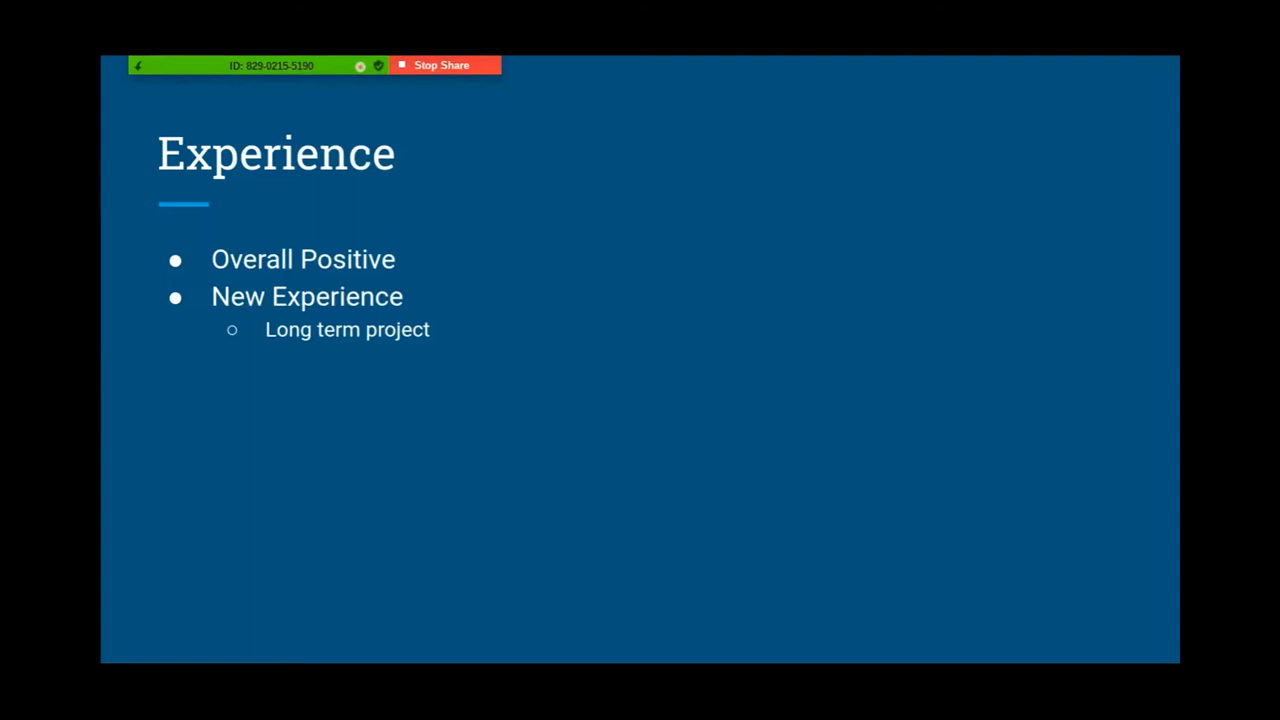 ID: 829-0215-5190 Stop Share
Experience
● Overall Positive
● New Experience
○ Long term project